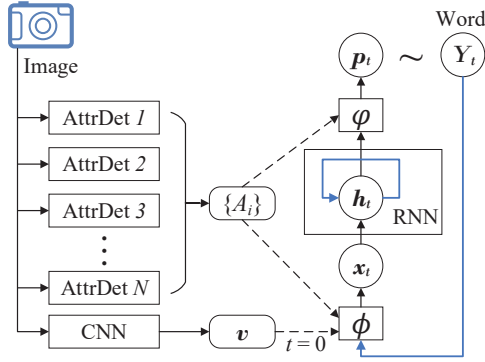 Word
Image
p_t ~ Y_t
AttrDet 1
φ
AttrDet 2
AttrDet 3
{A_i}
h_t
RNN
⋮
x_t
AttrDet N
CNN
v
t = 0
ϕ